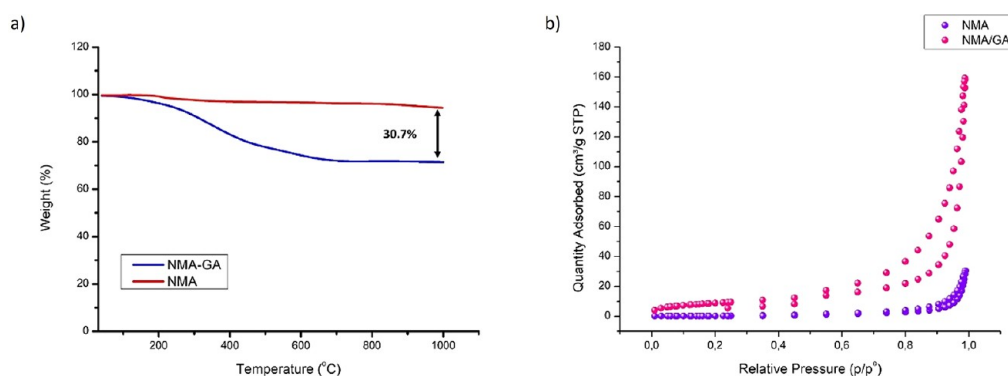 a)
120
100
80
60
40
20
0
Weight (%)
200
400
600
800
1000
Temperature (°C)
30.7%
NMA-GA
NMA
b)
NMA
NMA/GA
180
160
140
120
100
80
60
40
20
0
Quantity Adsorbed (cm³/g STP)
0,0
0,2
0,4
0,6
0,8
1,0
Relative Pressure (p/p°)